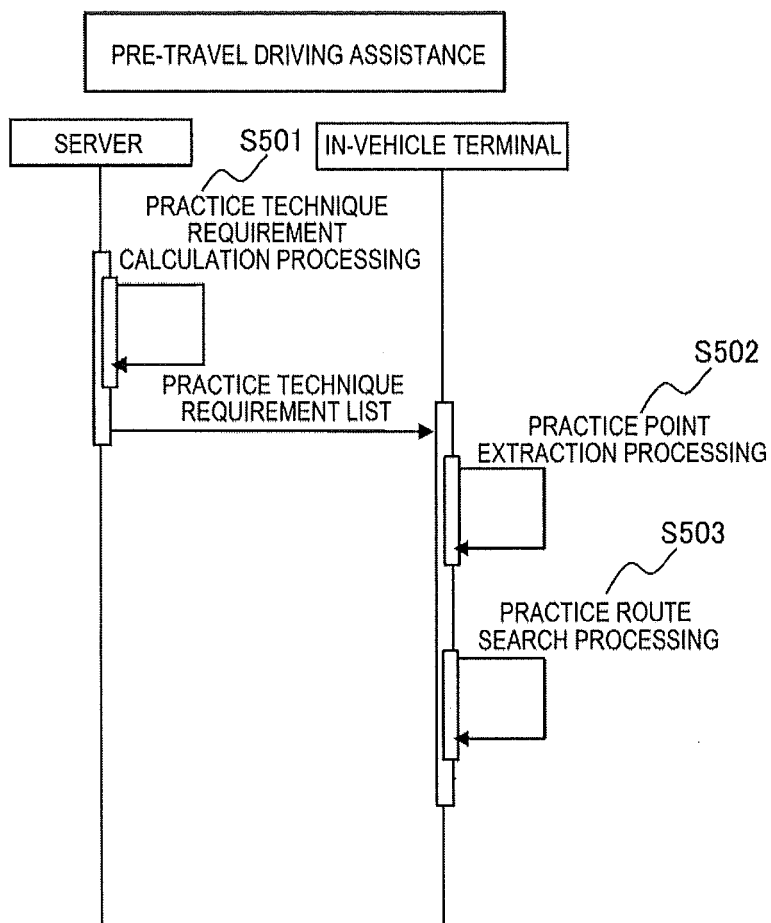 PRE-TRAVEL DRIVING ASSISTANCE
SERVER
IN-VEHICLE TERMINAL
S501
PRACTICE TECHNIQUE
REQUIREMENT
CALCULATION PROCESSING
PRACTICE TECHNIQUE
REQUIREMENT LIST
S502
PRACTICE POINT
EXTRACTION PROCESSING
S503
PRACTICE ROUTE
SEARCH PROCESSING